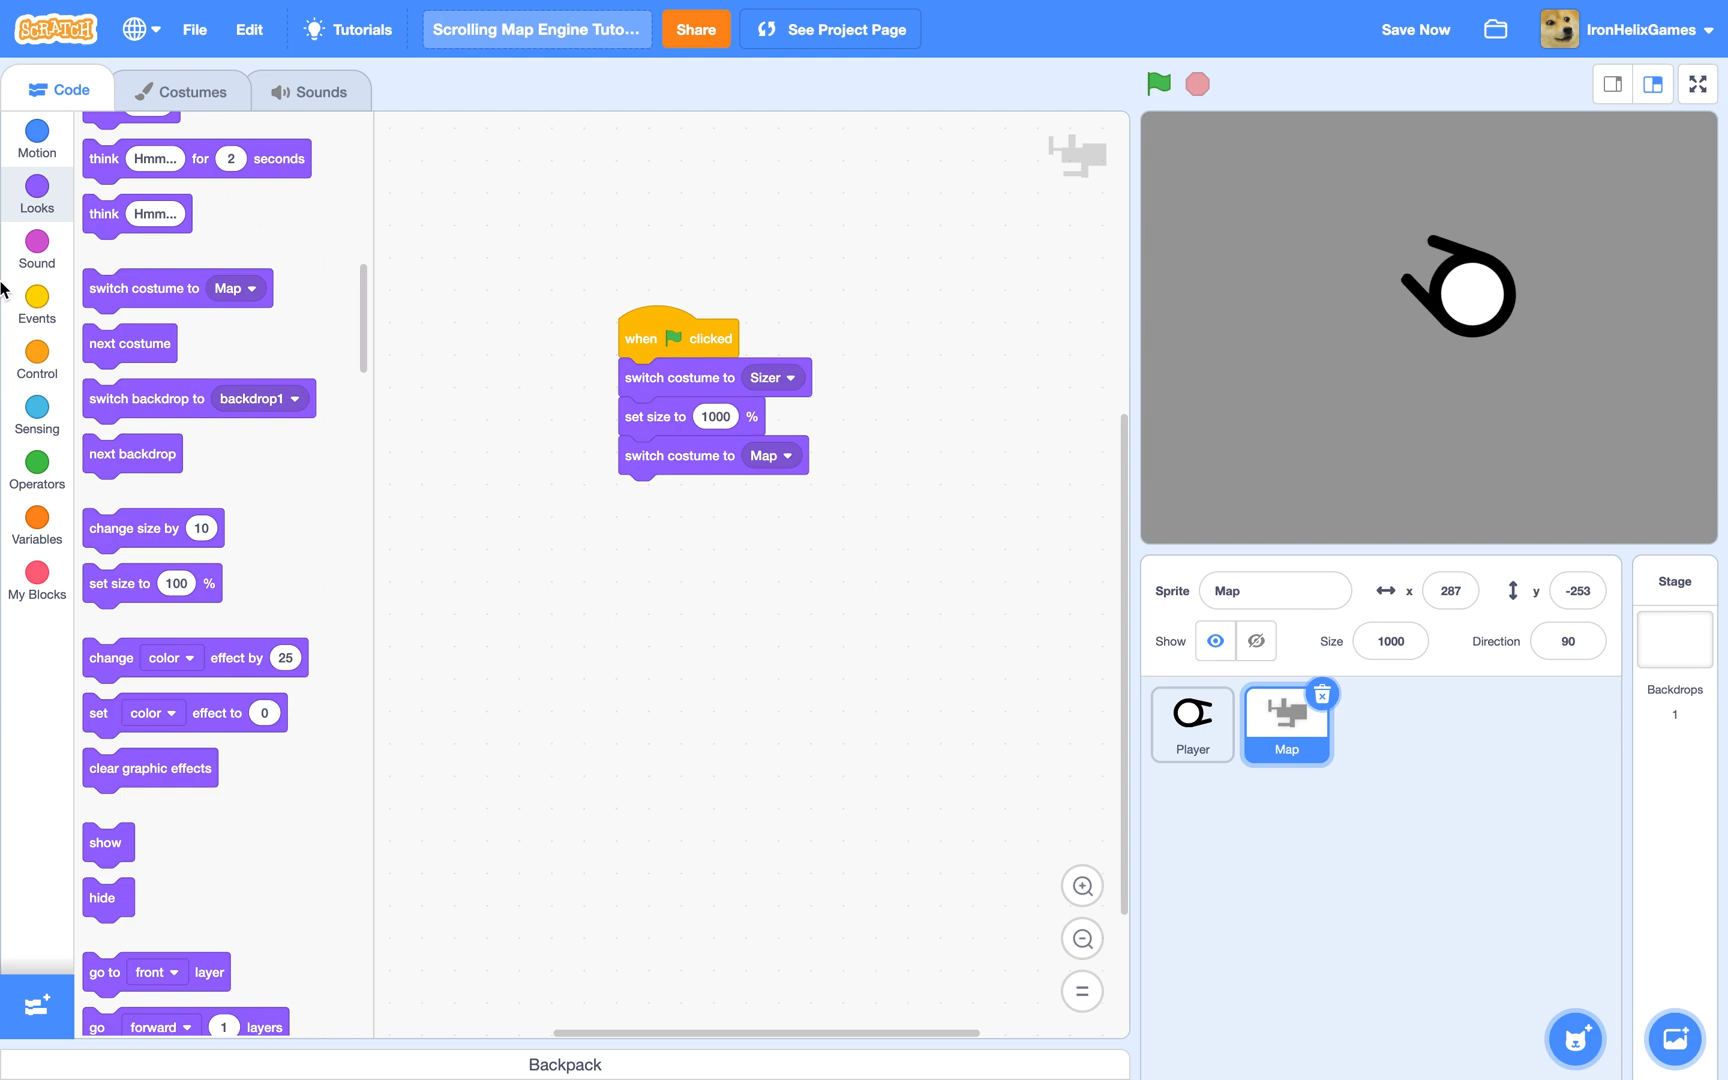 SCRATCH File Edit Tutorials Scrolling Map Engine Tuto... Share See Project Page Save Now IronHelixGames
Code Costumes Sounds
Motion
Looks
Sound
Events
Control
Sensing
Operators
Variables
My Blocks
think Hmm... for 2 seconds
think Hmm...
switch costume to Map
next costume
switch backdrop to backdrop1
next backdrop
change size by 10
set size to 100 %
change color effect by 25
set color effect to 0
clear graphic effects
show
hide
go to front layer
go forward 1 layers
when clicked
switch costume to Sizer
set size to 1000 %
switch costume to Map
Sprite Map x 287 y -253
Show Size 1000 Direction 90
Player
Map
Stage
Backdrops
1
Backpack